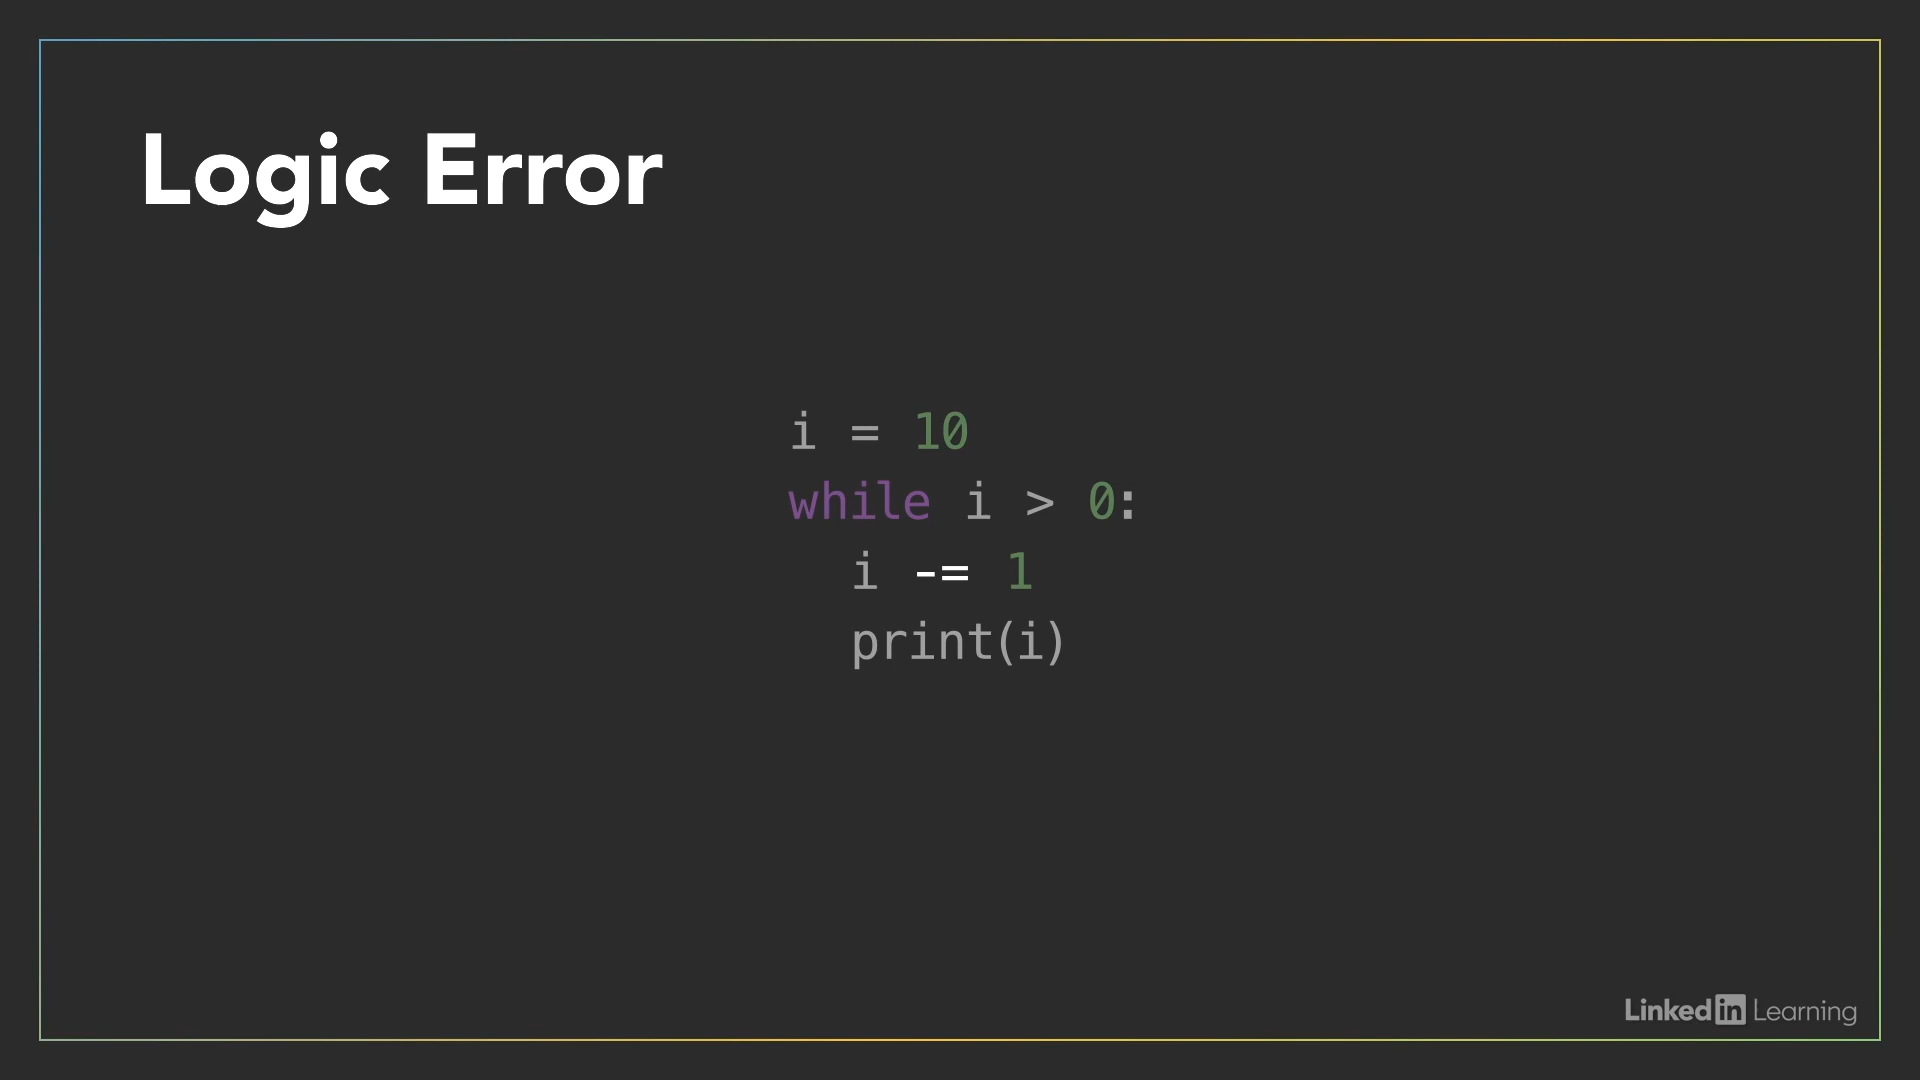 Logic Error
i = 10
while i > 0:
   i -= 1
   print(i)
Linked in Learning